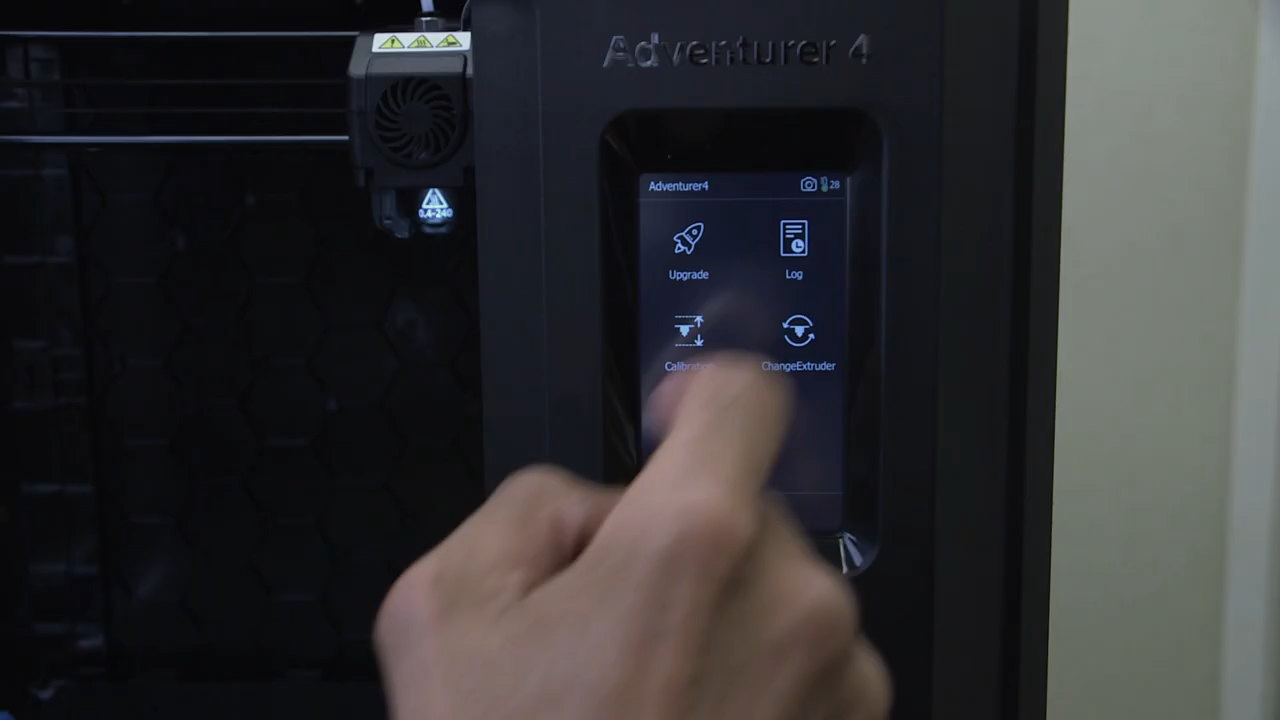 Adventurer 4
Adventurer4 28
Upgrade Log
ChangeExtruder
0.4-240